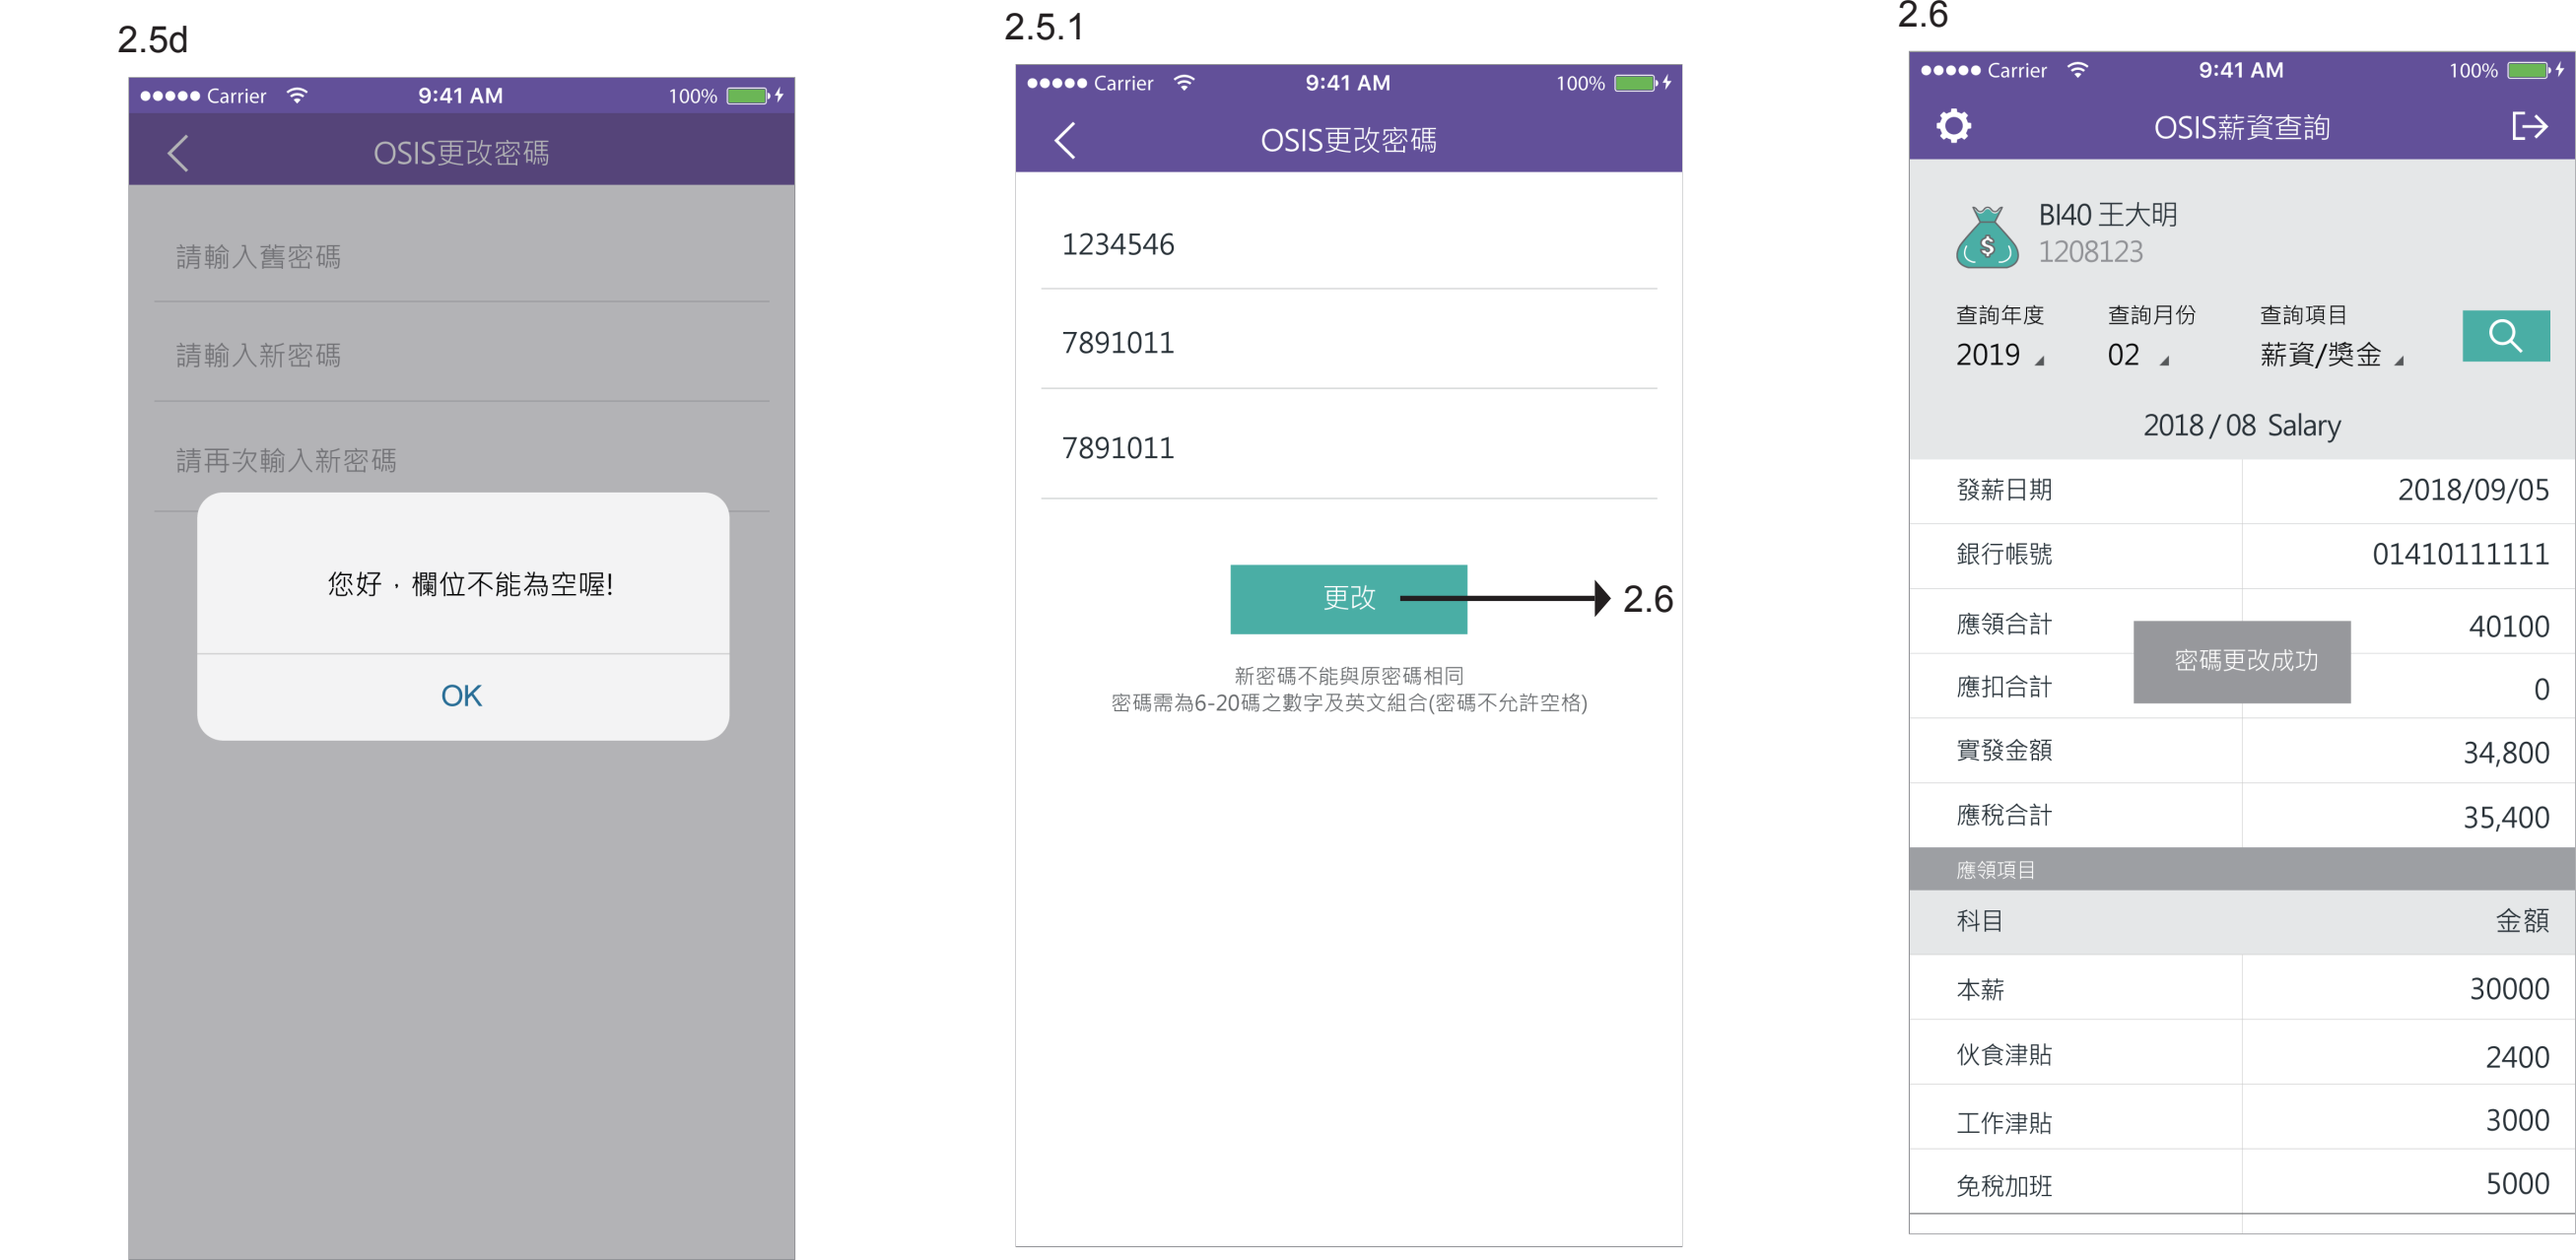 2.5d
Carrier 9:41 AM 100%
OSIS更改密碼
請輸入舊密碼
請輸入新密碼
請再次輸入新密碼
您好，欄位不能為空喔!
OK
2.5.1
Carrier 9:41 AM 100%
OSIS更改密碼
1234546
7891011
7891011
更改 2.6
新密碼不能與原密碼相同
密碼需為6-20碼之數字及英文組合(密碼不允許空格)
2.6
Carrier 9:41 AM 100%
OSIS薪資查詢
BI40 王大明
$
1208123
查詢年度 查詢月份 查詢項目
2019 02 薪資/獎金
2018 / 08 Salary
發薪日期 2018/09/05
銀行帳號 01410111111
應領合計 40100
密碼更改成功
應扣合計 0
實發金額 34,800
應稅合計 35,400
應領項目
科目 金額
本薪 30000
伙食津貼 2400
工作津貼 3000
免稅加班 5000